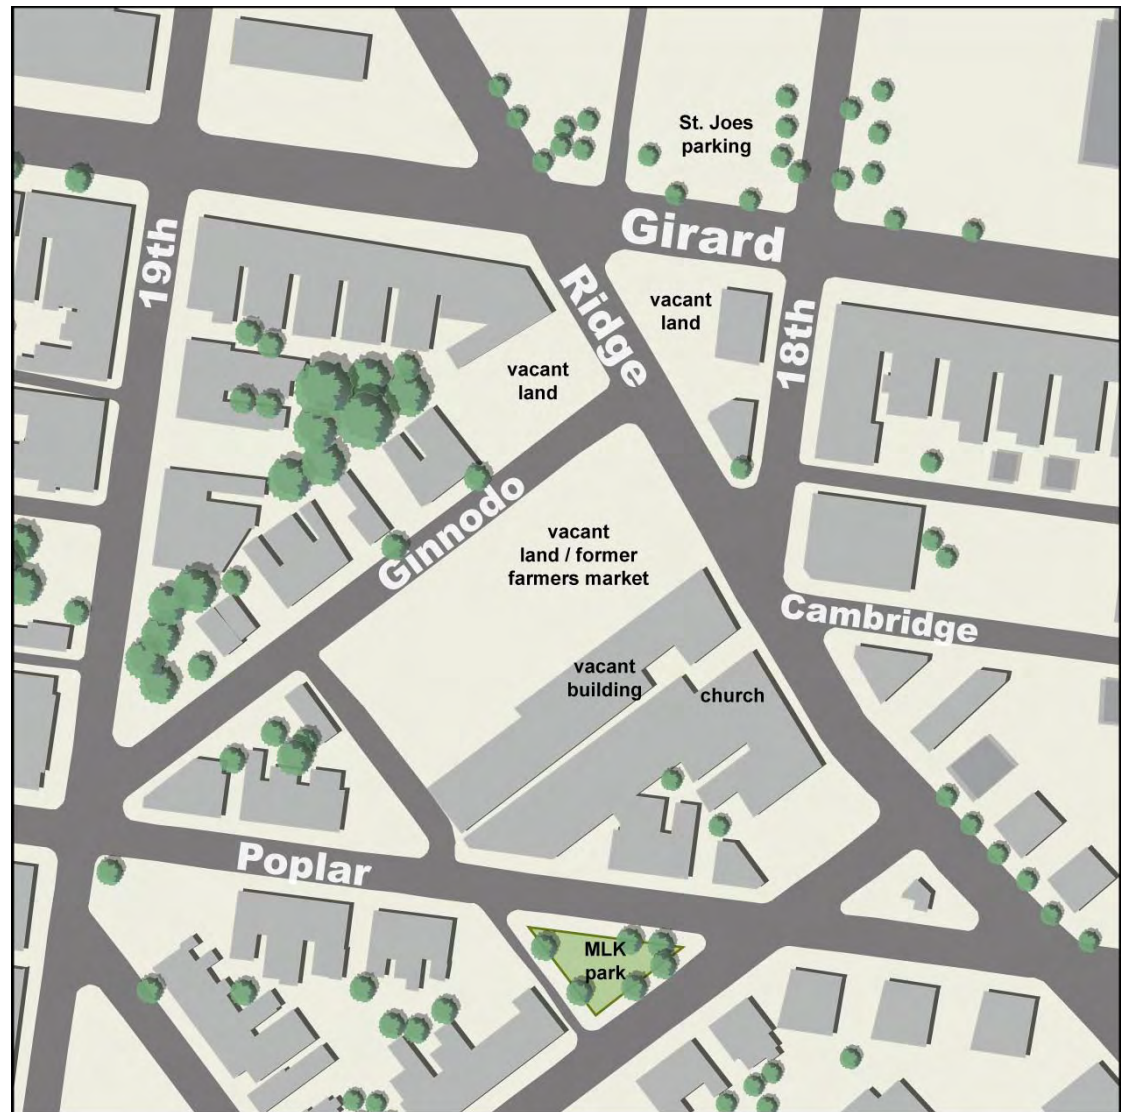 St. Joes
parking
Girard
19th
Ridge
vacant
land
18th
vacant
land
Ginnodo
vacant
land / former
farmers market
Cambridge
vacant
building
church
Poplar
MLK
park